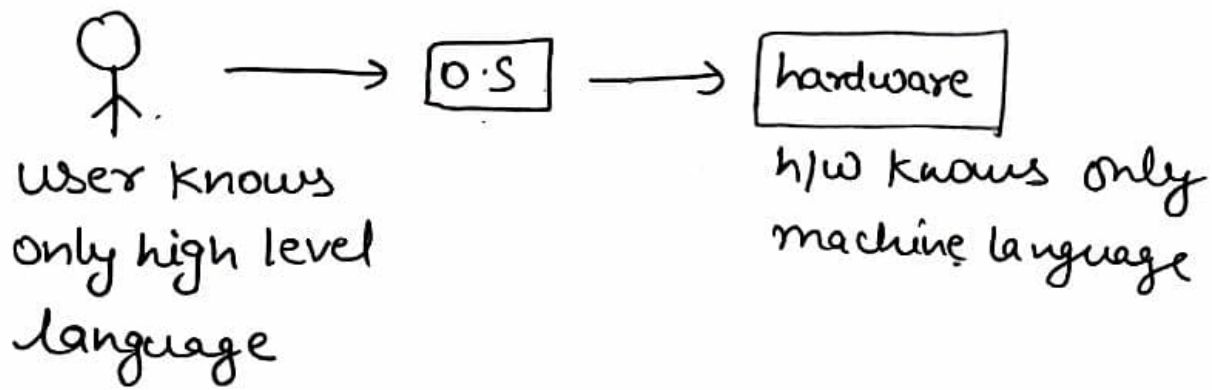 O.S
hardware
user knows
only high level
language
h/w knows only
machine language